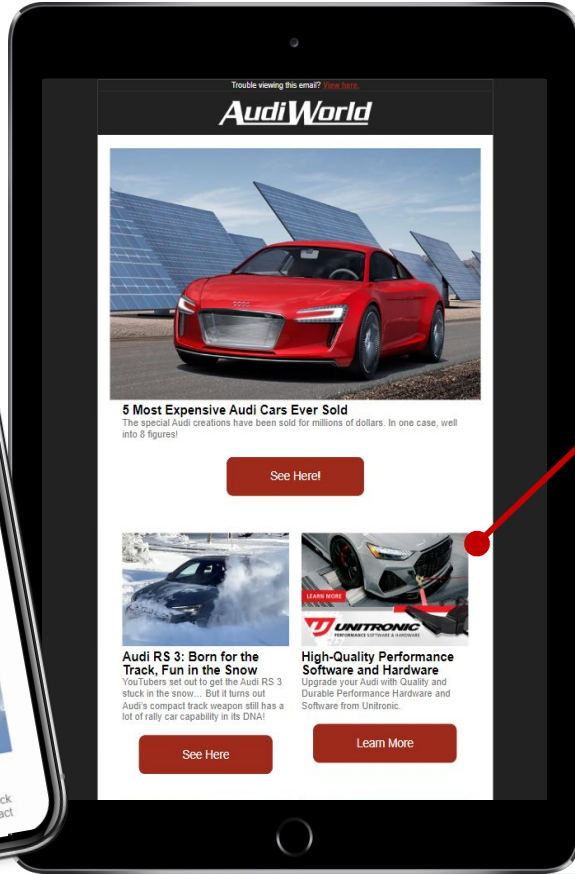 Trouble viewing this email? View here.
AudiWorld
5 Most Expensive Audi Cars Ever Sold
The special Audi creations have been sold for millions of dollars. In one case, well
into 8 figures!
See Here!
LEARN MORE
UNITRONIC
PERFORMANCE SOFTWARE & HARDWARE
Audi RS 3: Born for the
Track, Fun in the Snow
YouTubers set out to get the Audi RS 3
stuck in the snow... But it turns out
Audi's compact track weapon still has a
lot of rally car capability in its DNA!
See Here
High-Quality Performance
Software and Hardware
Upgrade your Audi with Quality and
Durable Performance Hardware and
Software from Unitronic.
Learn More
ck
act